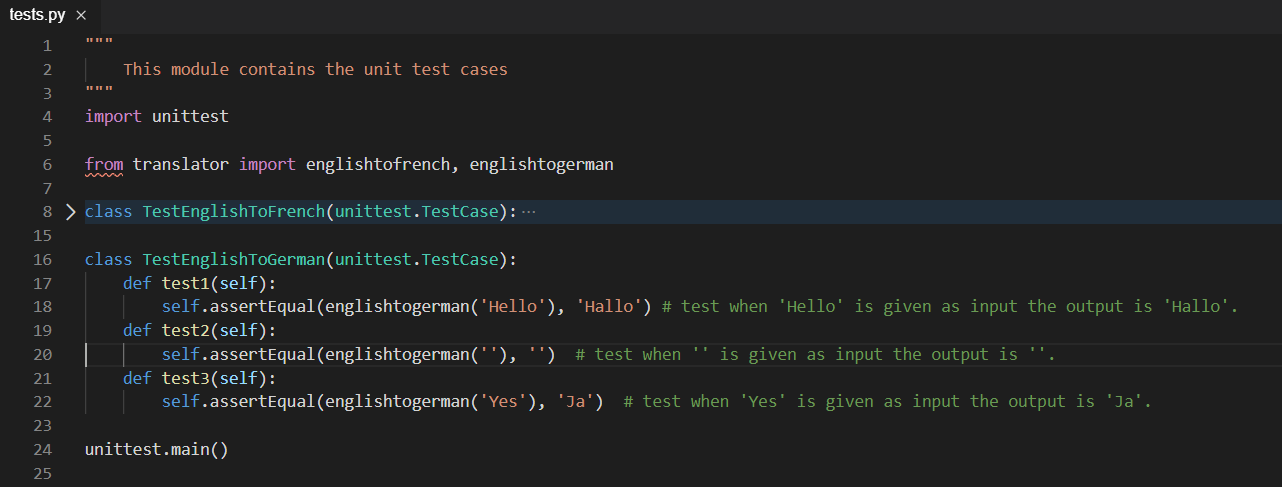 tests.py ×
1 """
2 This module contains the unit test cases
3 """
4 import unittest
5
6 from translator import englishtofrench, englishtogerman
7
8 class TestEnglishToFrench(unittest.TestCase):···
15
16 class TestEnglishToGerman(unittest.TestCase):
17 def test1(self):
18 self.assertEqual(englishtogerman('Hello'), 'Hallo') # test when 'Hello' is given as input the output is 'Hallo'.
19 def test2(self):
20 self.assertEqual(englishtogerman(''), '')  # test when '' is given as input the output is ''.
21 def test3(self):
22 self.assertEqual(englishtogerman('Yes'), 'Ja')  # test when 'Yes' is given as input the output is 'Ja'.
23
24 unittest.main()
25